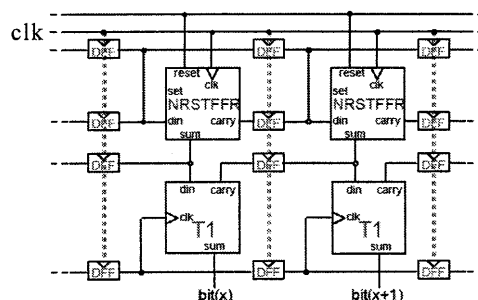 clk
DFF DFF DFF
reset clk reset clk
set set
NRSTFFR NRSTFFR
DFF din carry DFF din carry DFF
sum sum
DFF DFF DFF
din carry din carry
clk clk
T1 T1
sum sum
DFF DFF DFF
bit(x) bit(x+1)